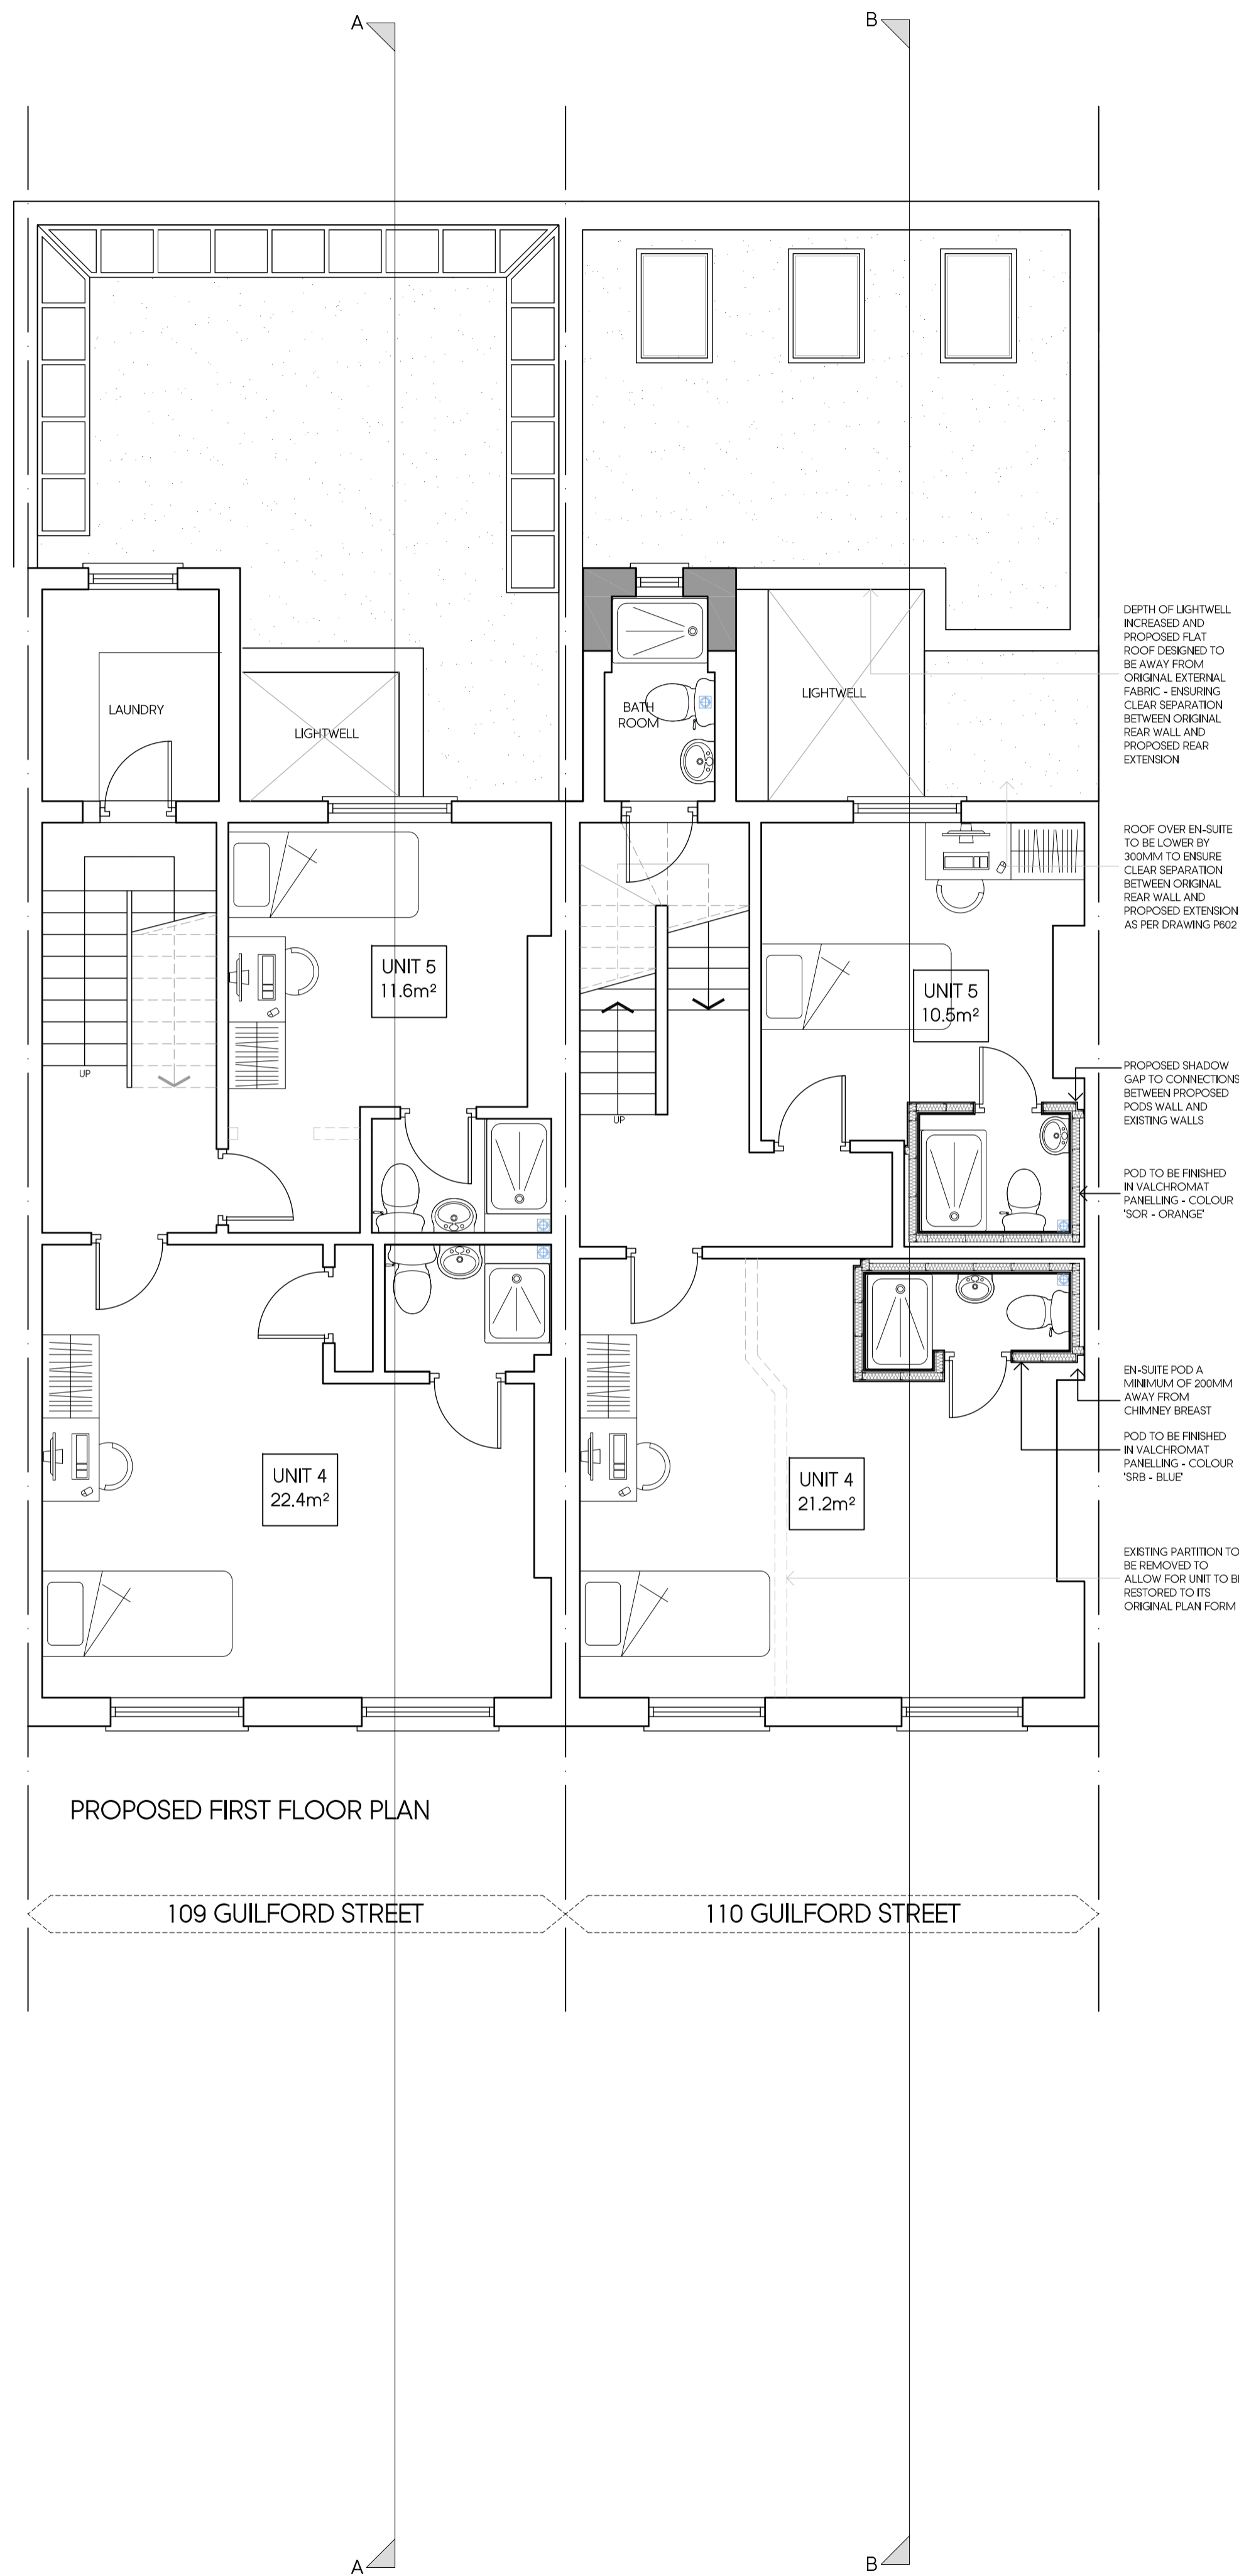 A
B
DEPTH OF LIGHTWELL
INCREASED AND
PROPOSED FLAT
ROOF DESIGNED TO
BE AWAY FROM
ORIGINAL EXTERNAL
FABRIC - ENSURING
CLEAR SEPARATION
BETWEEN ORIGINAL
REAR WALL AND
PROPOSED REAR
EXTENSION
LAUNDRY
LIGHTWELL
BATH
ROOM
LIGHTWELL
ROOF OVER EN-SUITE
TO BE LOWER BY
300MM TO ENSURE
CLEAR SEPARATION
BETWEEN ORIGINAL
REAR WALL AND
PROPOSED EXTENSION
AS PER DRAWING P602
UNIT 5
11.6m²
UNIT 5
10.5m²
UP
UP
PROPOSED SHADOW
GAP TO CONNECTIONS
BETWEEN PROPOSED
PODS WALL AND
EXISTING WALLS
POD TO BE FINISHED
IN VALCHROMAT
PANELLING - COLOUR
'SOR - ORANGE'
EN-SUITE POD A
MINIMUM OF 200MM
AWAY FROM
CHIMNEY BREAST
POD TO BE FINISHED
IN VALCHROMAT
PANELLING - COLOUR
'SRB - BLUE'
UNIT 4
22.4m²
UNIT 4
21.2m²
EXISTING PARTITION TO
BE REMOVED TO
ALLOW FOR UNIT TO BE
RESTORED TO ITS
ORIGINAL PLAN FORM
PROPOSED FIRST FLOOR PLAN
109 GUILFORD STREET
110 GUILFORD STREET
A
B